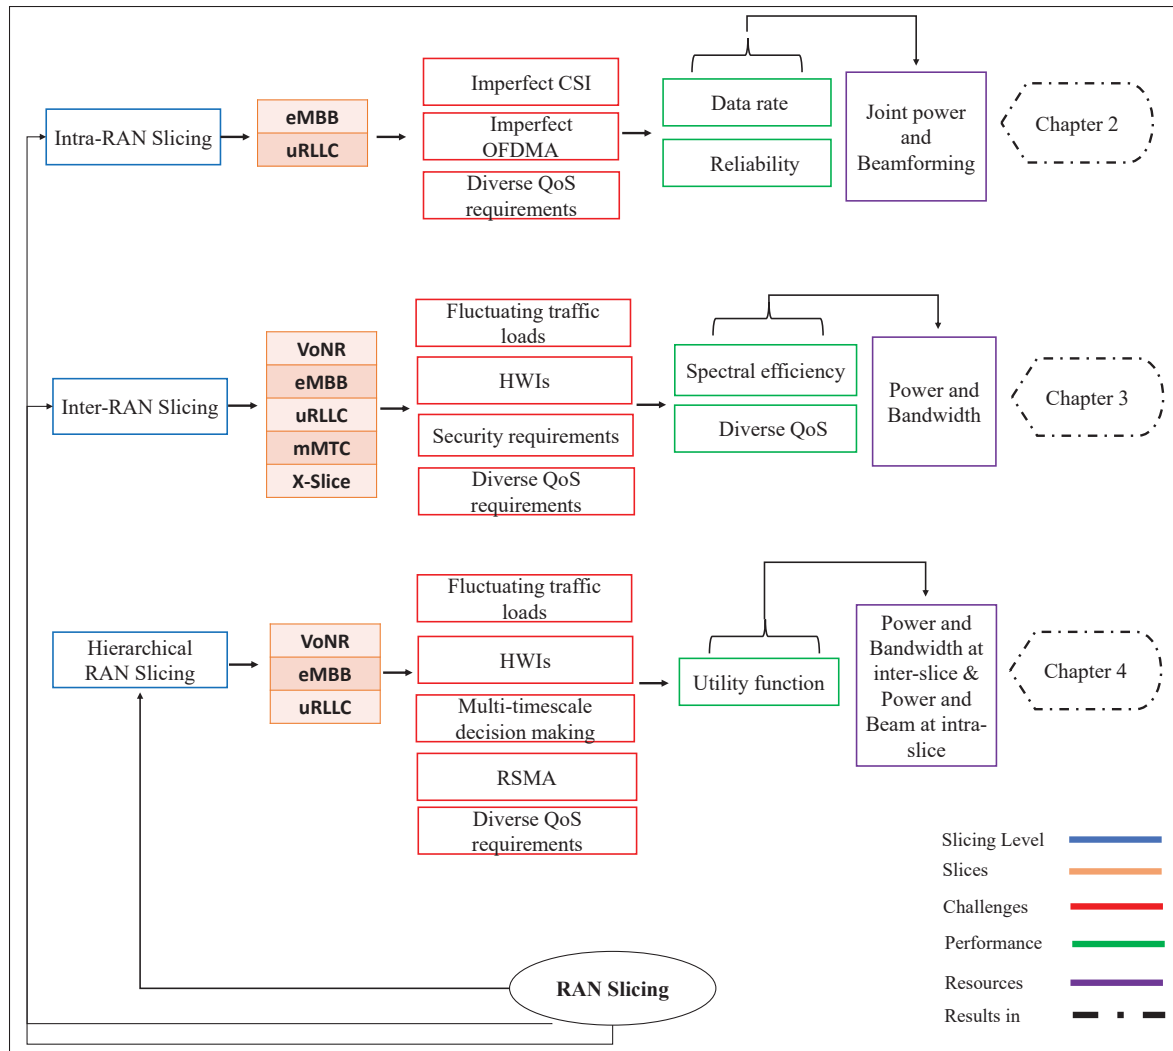 Intra-RAN Slicing
eMBB
uRLLC
Imperfect CSI
Imperfect
OFDMA
Diverse QoS
requirements
Data rate
Reliability
Joint power
and
Beamforming
Chapter 2
Inter-RAN Slicing
VoNR
eMBB
uRLLC
mMTC
X-Slice
Fluctuating traffic
loads
HWIs
Security requirements
Diverse QoS
requirements
Spectral efficiency
Diverse QoS
Power and
Bandwidth
Chapter 3
Hierarchical
RAN Slicing
VoNR
eMBB
uRLLC
Fluctuating traffic
loads
HWIs
Multi-timescale
decision making
RSMA
Diverse QoS
requirements
Utility function
Power and
Bandwidth at
inter-slice &
Power and
Beam at intra-
slice
Chapter 4
Slicing Level
Slices
Challenges
Performance
Resources
Results in
RAN Slicing